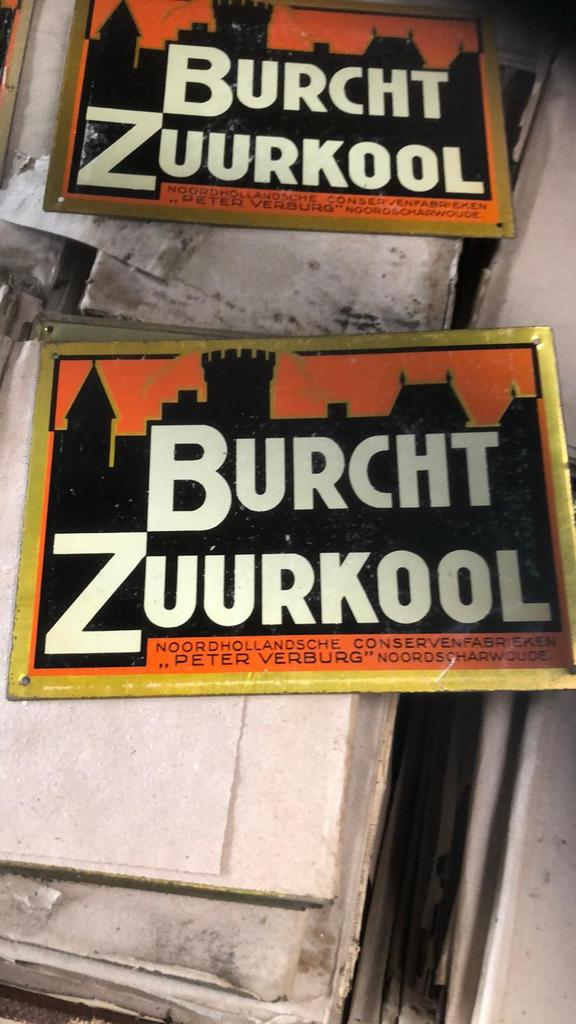 BURCHT
ZUURKOOL
NOORDHOLLANDSCHE CONSERVENFABRIEKEN
„PETER VERBURG” NOORDSCHARWOUDE.
BURCHT
ZUURKOOL
NOORDHOLLANDSCHE CONSERVENFABRIEKEN
„PETER VERBURG” NOORDSCHARWOUDE.